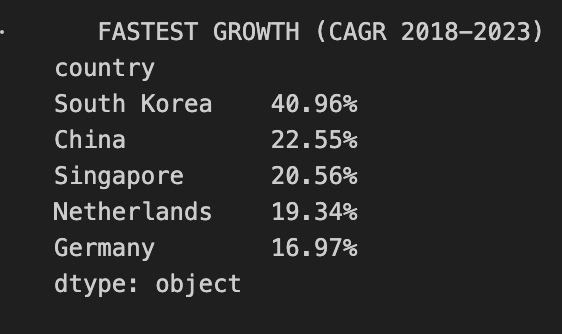 FASTEST GROWTH (CAGR 2018-2023)
country
South Korea    40.96%
China          22.55%
Singapore      20.56%
Netherlands    19.34%
Germany        16.97%
dtype: object